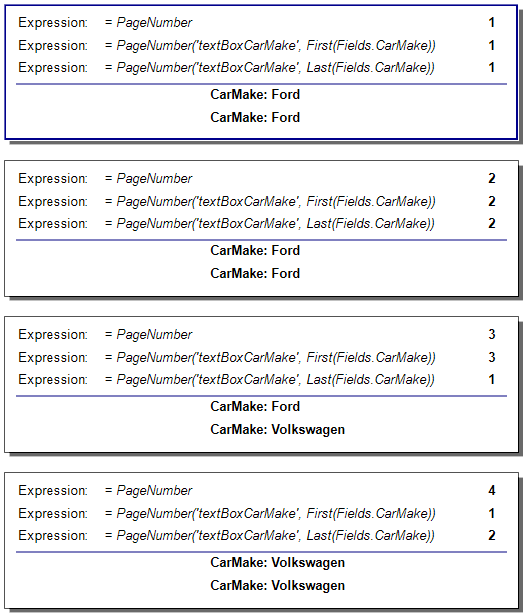 Expression: = PageNumber 1
Expression: = PageNumber('textBoxCarMake', First(Fields.CarMake)) 1
Expression: = PageNumber('textBoxCarMake', Last(Fields.CarMake)) 1
CarMake: Ford
CarMake: Ford
Expression: = PageNumber 2
Expression: = PageNumber('textBoxCarMake', First(Fields.CarMake)) 2
Expression: = PageNumber('textBoxCarMake', Last(Fields.CarMake)) 2
CarMake: Ford
CarMake: Ford
Expression: = PageNumber 3
Expression: = PageNumber('textBoxCarMake', First(Fields.CarMake)) 3
Expression: = PageNumber('textBoxCarMake', Last(Fields.CarMake)) 1
CarMake: Ford
CarMake: Volkswagen
Expression: = PageNumber 4
Expression: = PageNumber('textBoxCarMake', First(Fields.CarMake)) 1
Expression: = PageNumber('textBoxCarMake', Last(Fields.CarMake)) 2
CarMake: Volkswagen
CarMake: Volkswagen